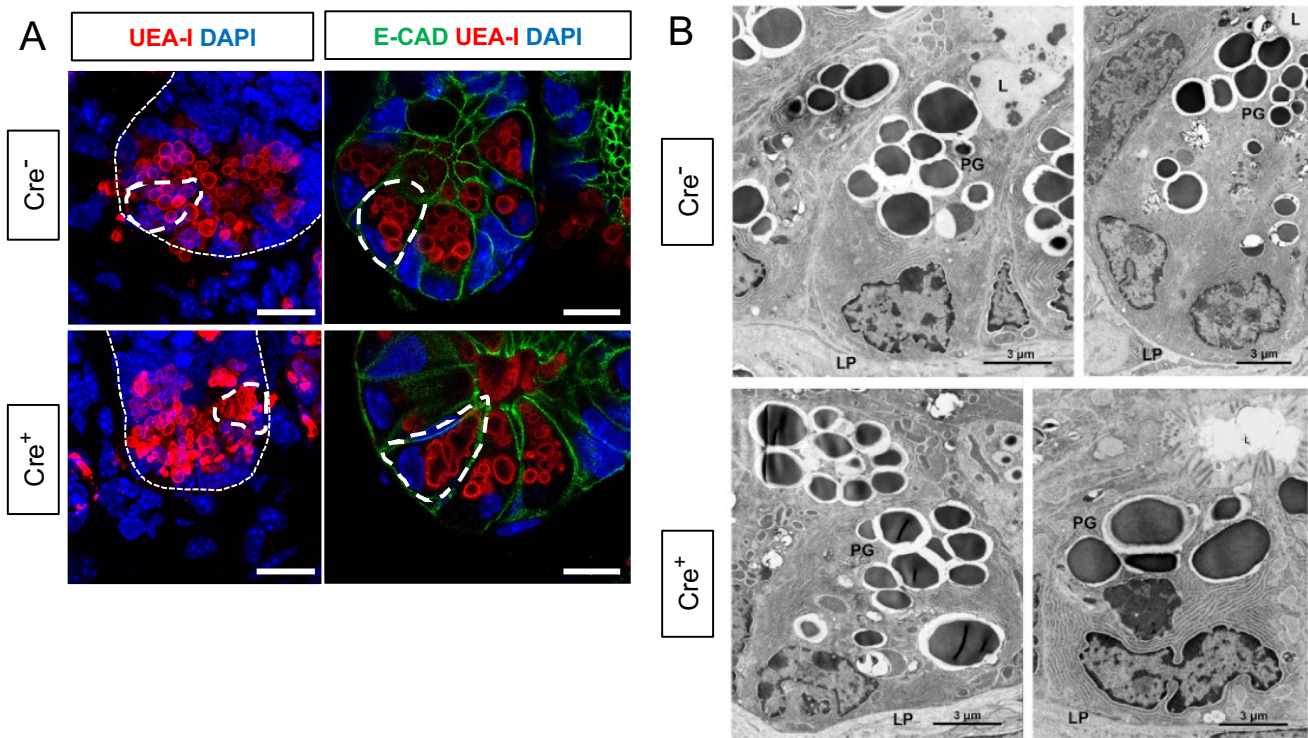 A
UEA-I DAPI
E-CAD UEA-I DAPI
Cre⁻
Cre⁺
B
Cre⁻
L
PG
LP
3 µm
L
PG
LP
3 µm
Cre⁺
PG
LP
3 µm
L
PG
LP
3 µm